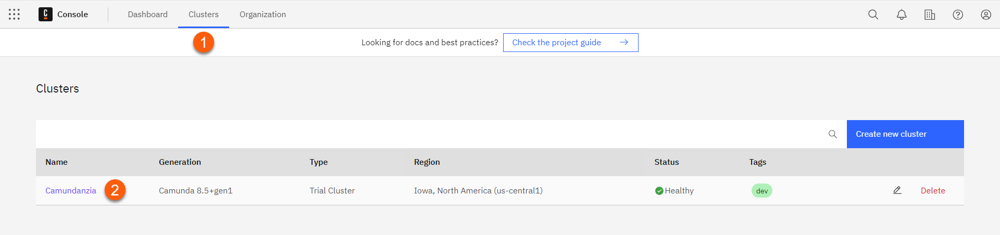 C Console Dashboard Clusters Organization
1
Looking for docs and best practices? Check the project guide →
Clusters
Create new cluster
Name Generation Type Region Status Tags
Camundanzia 2 Camunda 8.5+gen1 Trial Cluster Iowa, North America (us-central1) Healthy dev Delete